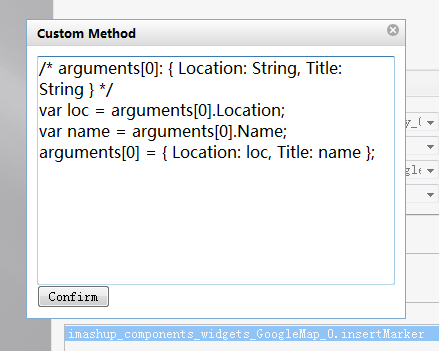 Custom Method
/* arguments[0]: { Location: String, Title:
String } */
var loc = arguments[0].Location;
var name = arguments[0].Name;
arguments[0] = { Location: loc, Title: name };
Confirm
imashup_components_widgets_GoogleMap_0.insertMarker